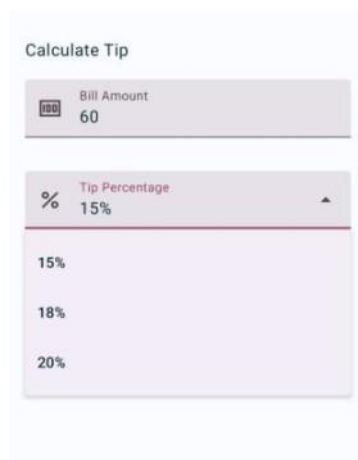 Calculate Tip
Bill Amount
60
Tip Percentage
% 15%
15%
18%
20%